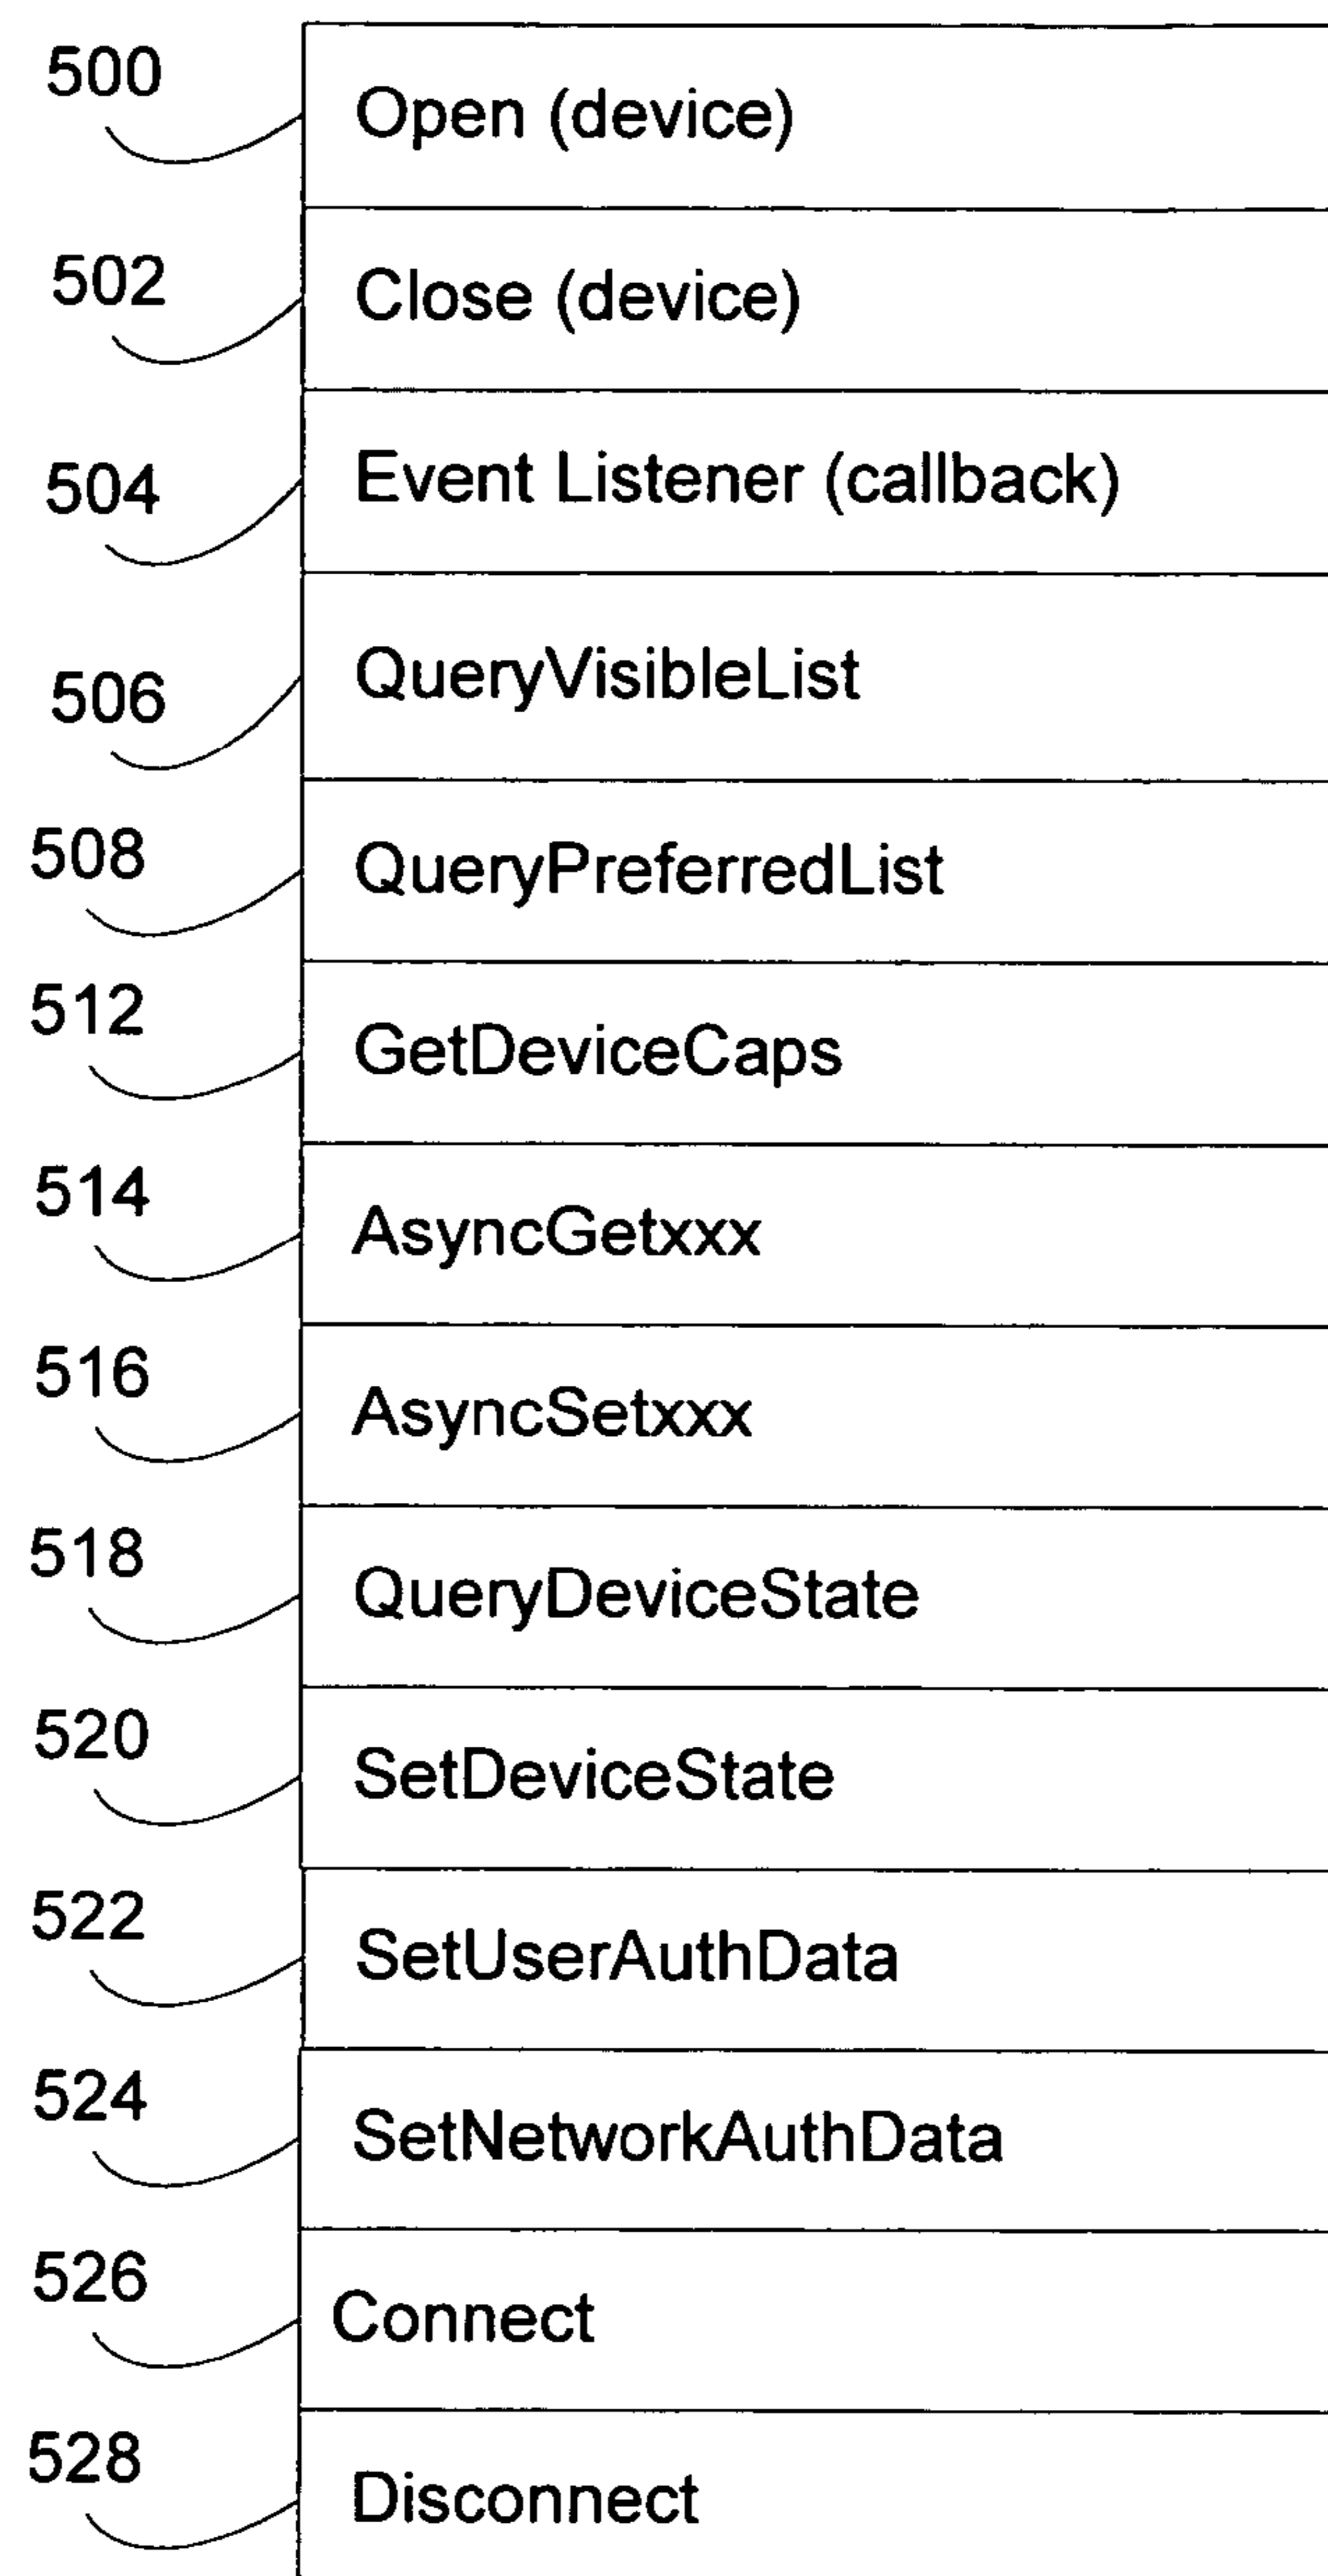 500
Open (device)
502
Close (device)
504
Event Listener (callback)
506
QueryVisibleList
508
QueryPreferredList
512
GetDeviceCaps
514
AsyncGetxxx
516
AsyncSetxxx
518
QueryDeviceState
520
SetDeviceState
522
SetUserAuthData
524
SetNetworkAuthData
526
Connect
528
Disconnect